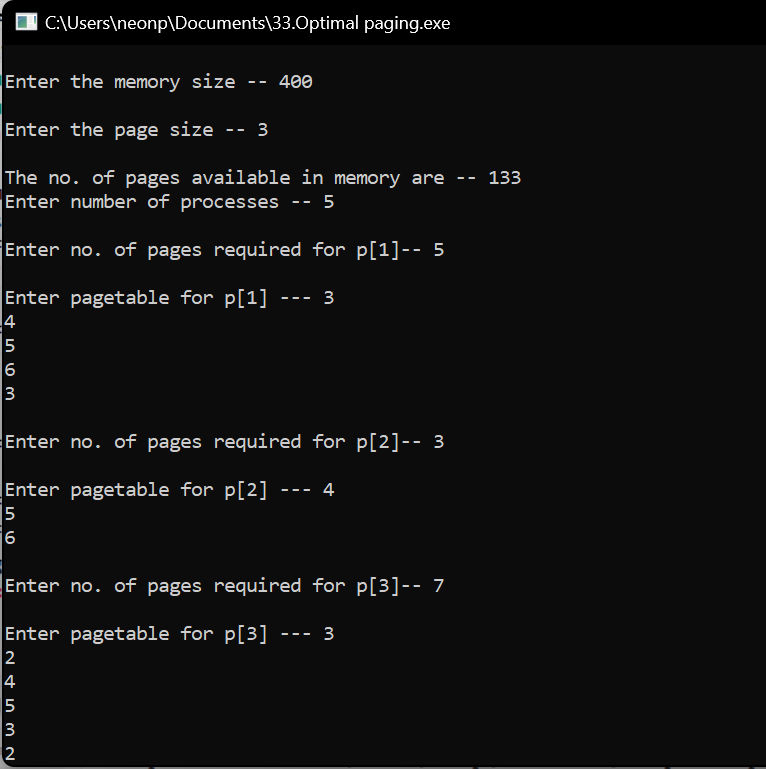 C:\Users\neonp\Documents\33.Optimal paging.exe
Enter the memory size -- 400
Enter the page size -- 3
The no. of pages available in memory are -- 133
Enter number of processes -- 5
Enter no. of pages required for p[1]-- 5
Enter pagetable for p[1] --- 3
4
5
6
3
Enter no. of pages required for p[2]-- 3
Enter pagetable for p[2] --- 4
5
6
Enter no. of pages required for p[3]-- 7
Enter pagetable for p[3] --- 3
2
4
5
3
2